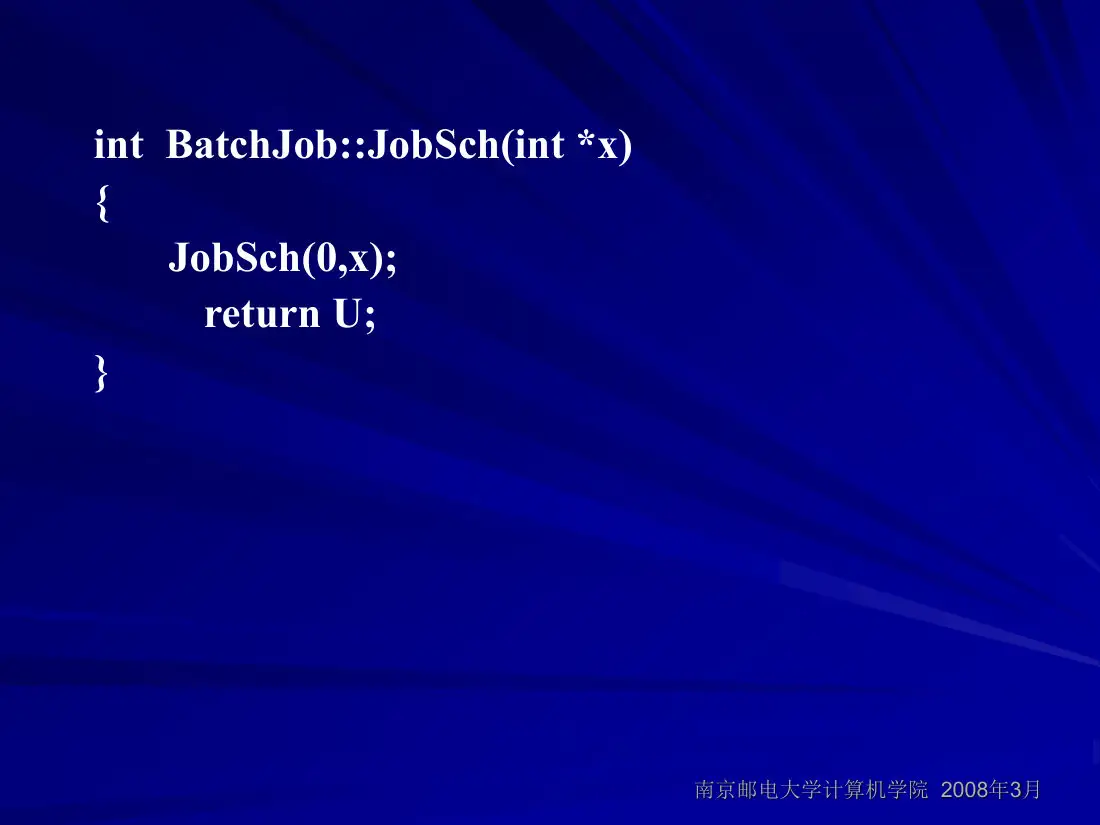 int  BatchJob::JobSch(int *x)
{
JobSch(0,x);
return U;
}
南京邮电大学计算机学院  2008年3月